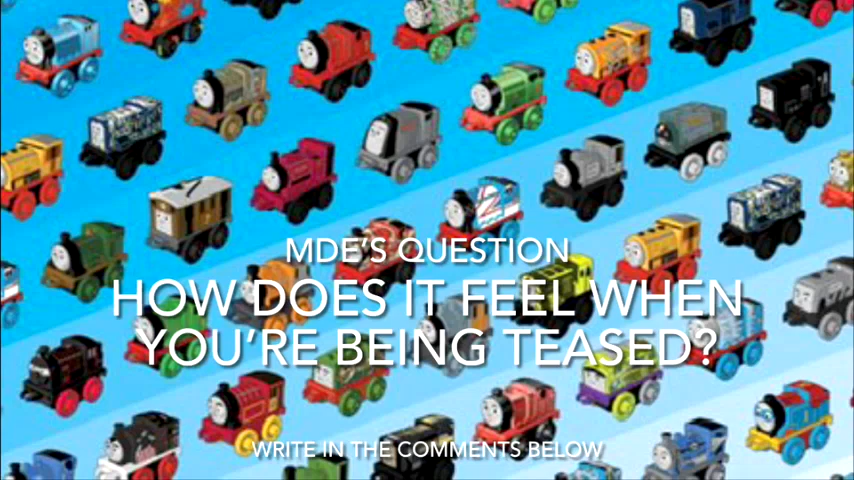 MDE'S QUESTION
HOW DOES IT FEEL WHEN
YOU'RE BEING TEASED?
WRITE IN THE COMMENTS BELOW